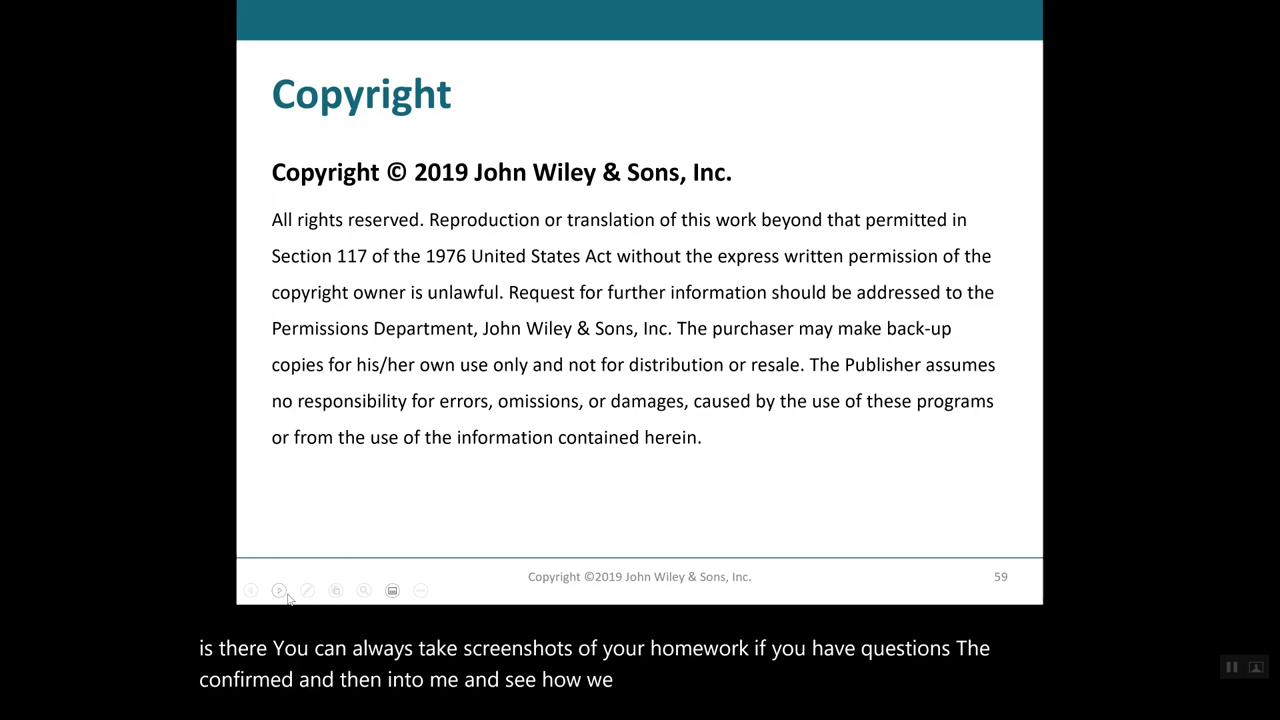 Copyright
Copyright © 2019 John Wiley & Sons, Inc.
All rights reserved. Reproduction or translation of this work beyond that permitted in
Section 117 of the 1976 United States Act without the express written permission of the
copyright owner is unlawful. Request for further information should be addressed to the
Permissions Department, John Wiley & Sons, Inc. The purchaser may make back-up
copies for his/her own use only and not for distribution or resale. The Publisher assumes
no responsibility for errors, omissions, or damages, caused by the use of these programs
or from the use of the information contained herein.
Copyright ©2019 John Wiley & Sons, Inc.
59
is there You can always take screenshots of your homework if you have questions The
confirmed and then into me and see how we